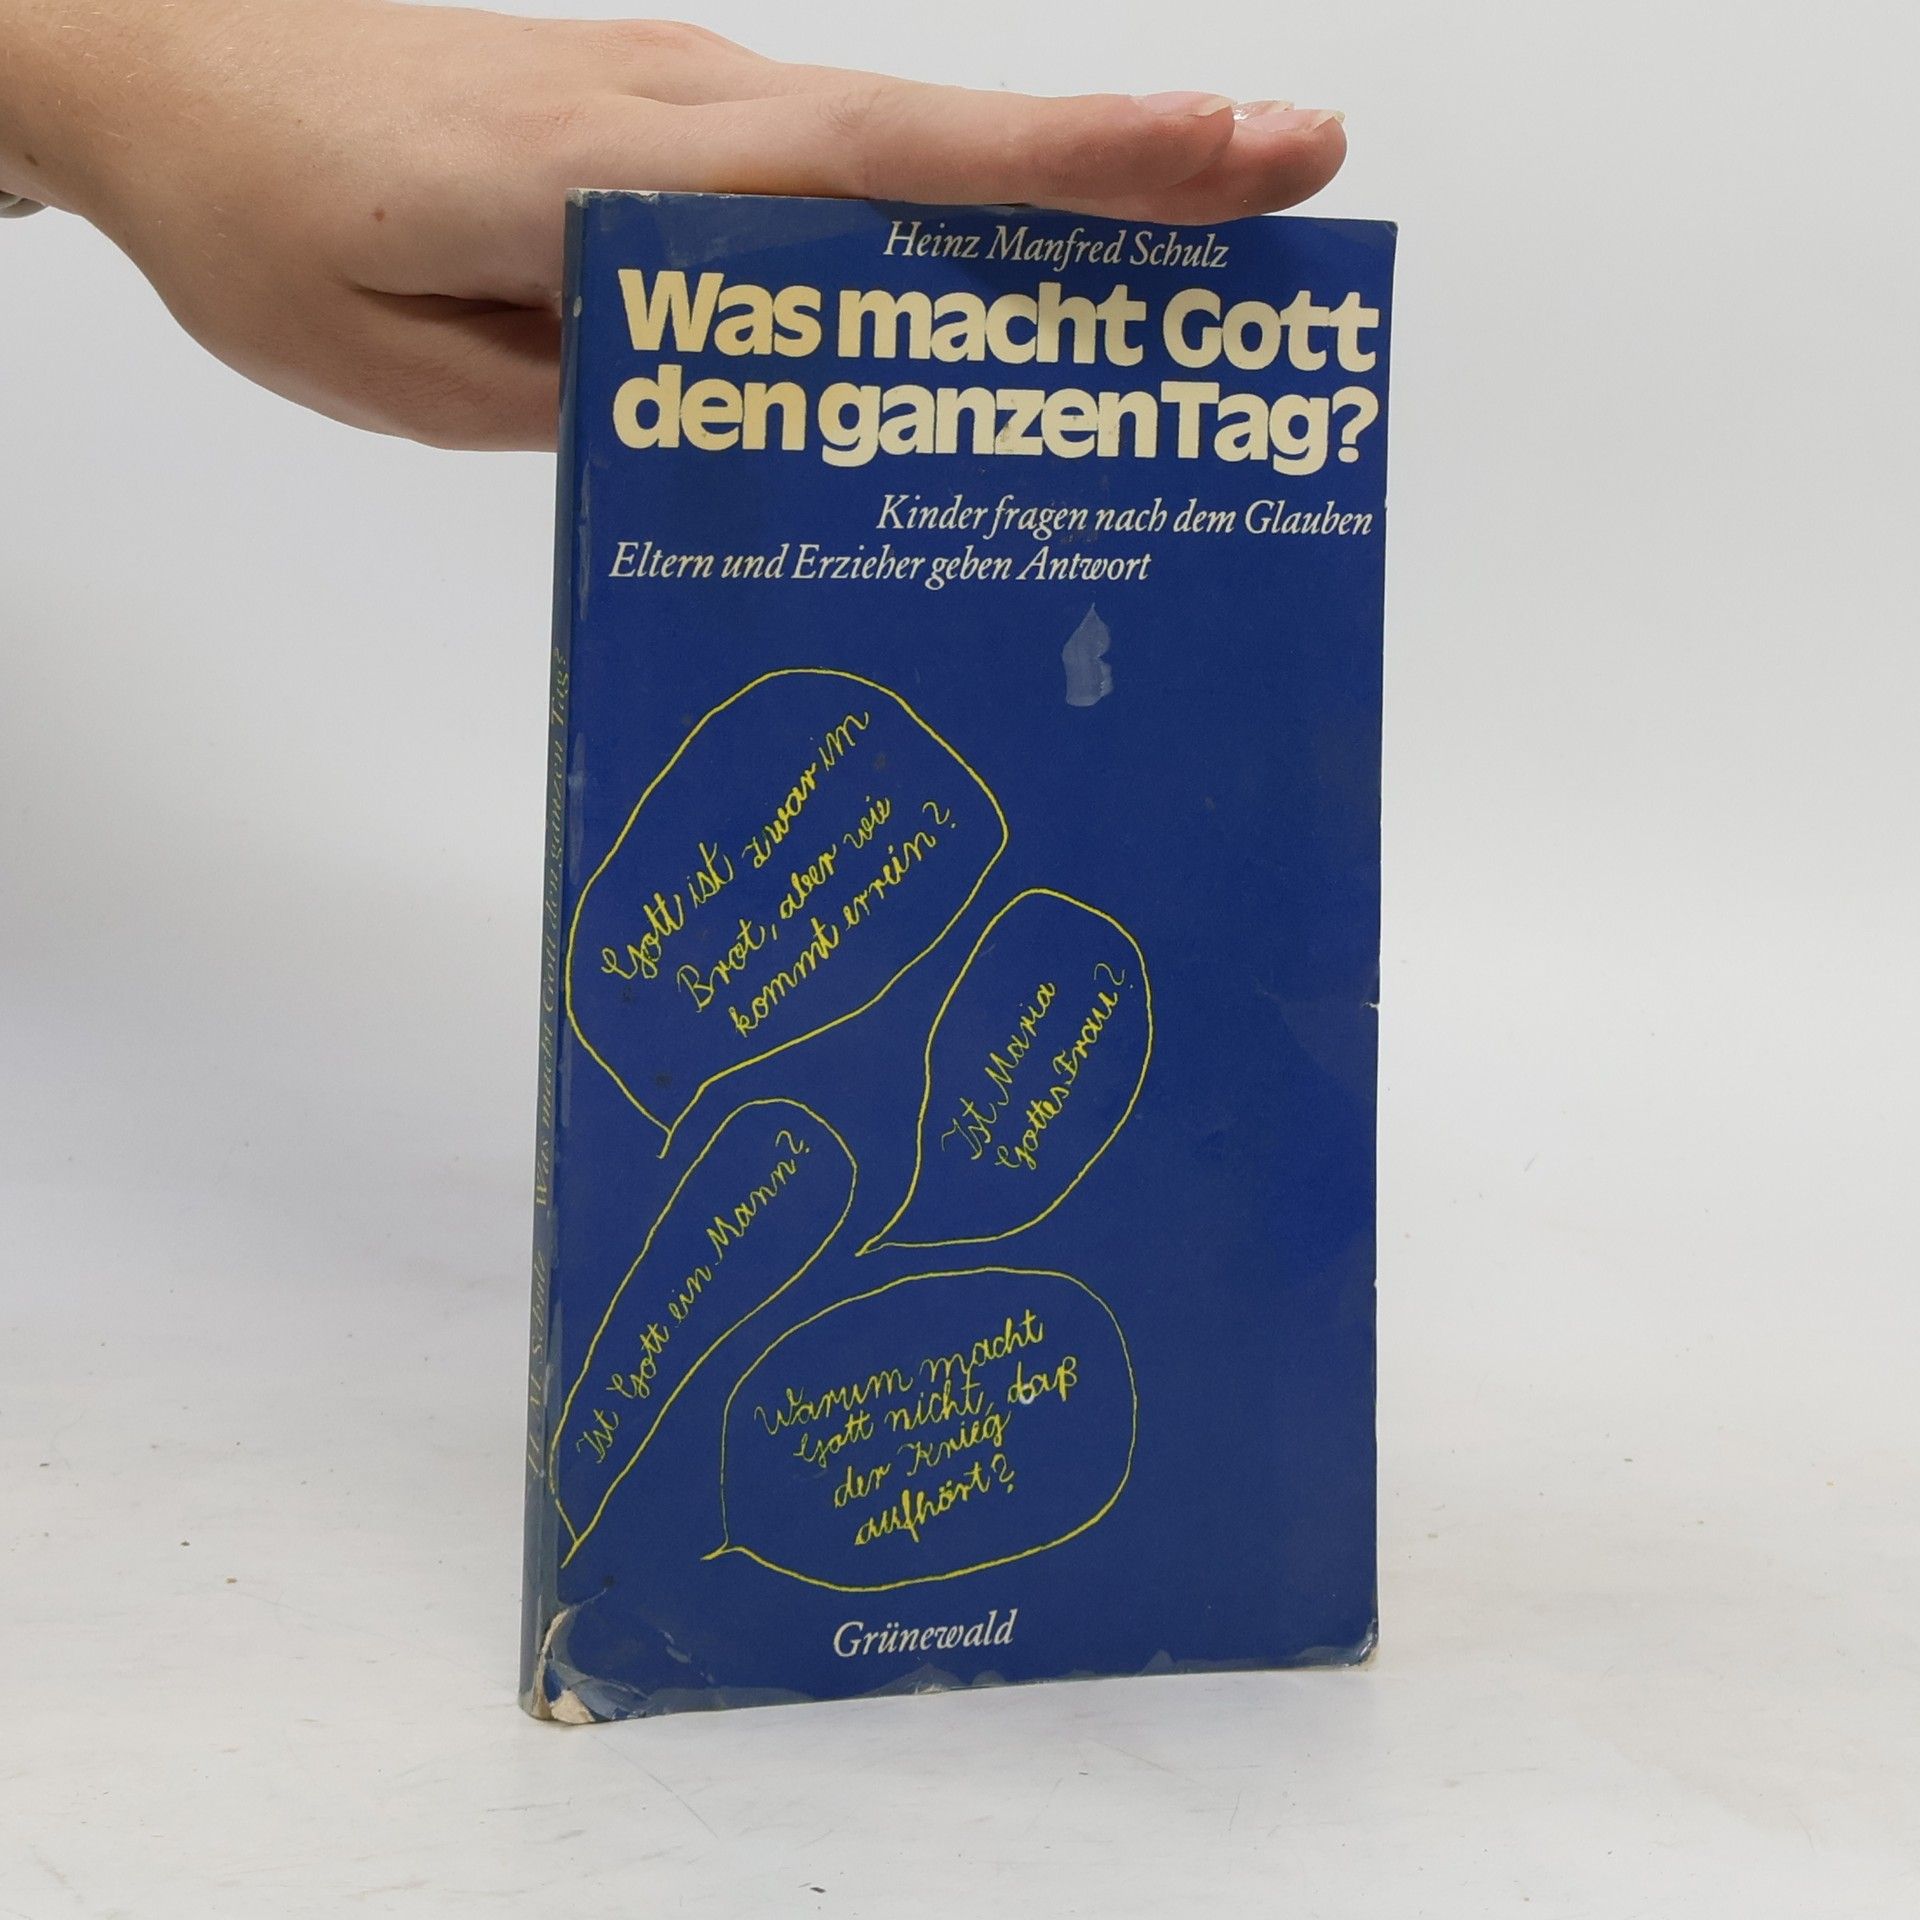 Heinz Manfred Schulz
Was macht Gott
den ganzen Tag?
Kinder fragen nach dem Glauben
Eltern und Erzieher geben Antwort
Gott ist zwar im
Brot, aber wie
kommt er rein?
Ist Maria
Gottes Frau?
Ist Gott ein Mann?
Warum macht
Gott nicht, daß
der Krieg
aufhört?
Grünewald
H. M. Schulz Was macht Gott den ganzen Tag?